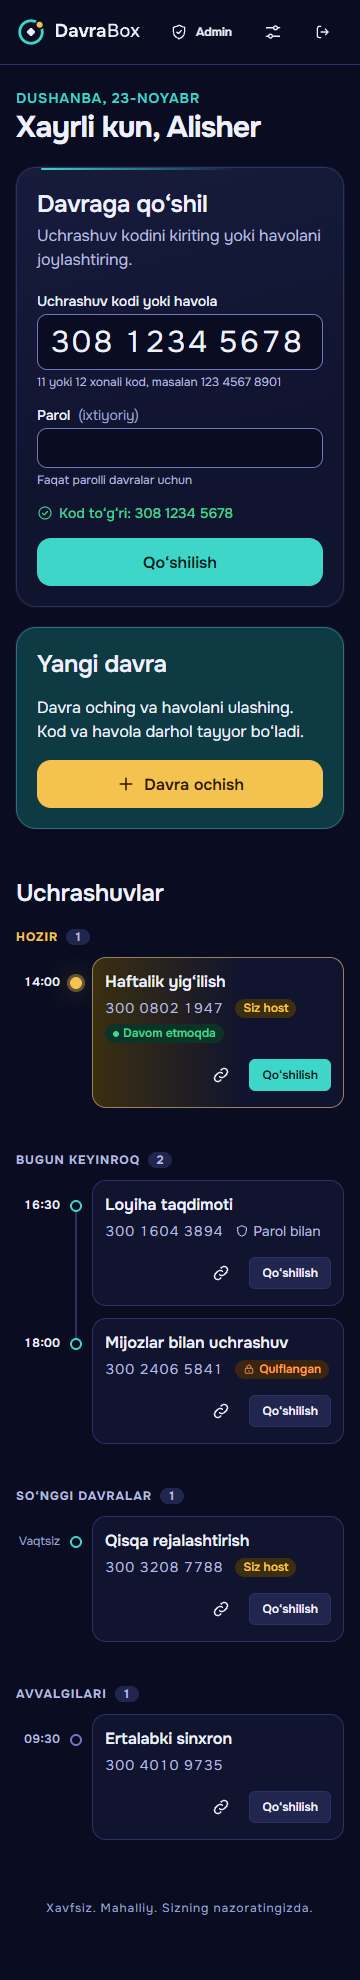 DavraBox
Admin
DUSHANBA, 23-NOYABR
Xayrli kun, Alisher
Davraga qo‘shil
Uchrashuv kodini kiriting yoki havolani
joylashtiring.
Uchrashuv kodi yoki havola
308 1234 5678
11 yoki 12 xonali kod, masalan 123 4567 8901
Parol (ixtiyoriy)
Faqat parolli davralar uchun
Kod to‘g‘ri: 308 1234 5678
Qo‘shilish
Yangi davra
Davra oching va havolani ulashing.
Kod va havola darhol tayyor bo‘ladi.
+ Davra ochish
Uchrashuvlar
HOZIR 1
14:00
Haftalik yig‘ilish
300 0802 1947 Siz host
Davom etmoqda
Qo‘shilish
BUGUN KEYINROQ 2
16:30
Loyiha taqdimoti
300 1604 3894 Parol bilan
Qo‘shilish
18:00
Mijozlar bilan uchrashuv
300 2406 5841 Qulflangan
Qo‘shilish
SO‘NGGI DAVRALAR 1
Vaqtsiz
Qisqa rejalashtirish
300 3208 7788 Siz host
Qo‘shilish
AVVALGILARI 1
09:30
Ertalabki sinxron
300 4010 9735
Qo‘shilish
Xavfsiz. Mahalliy. Sizning nazoratingizda.